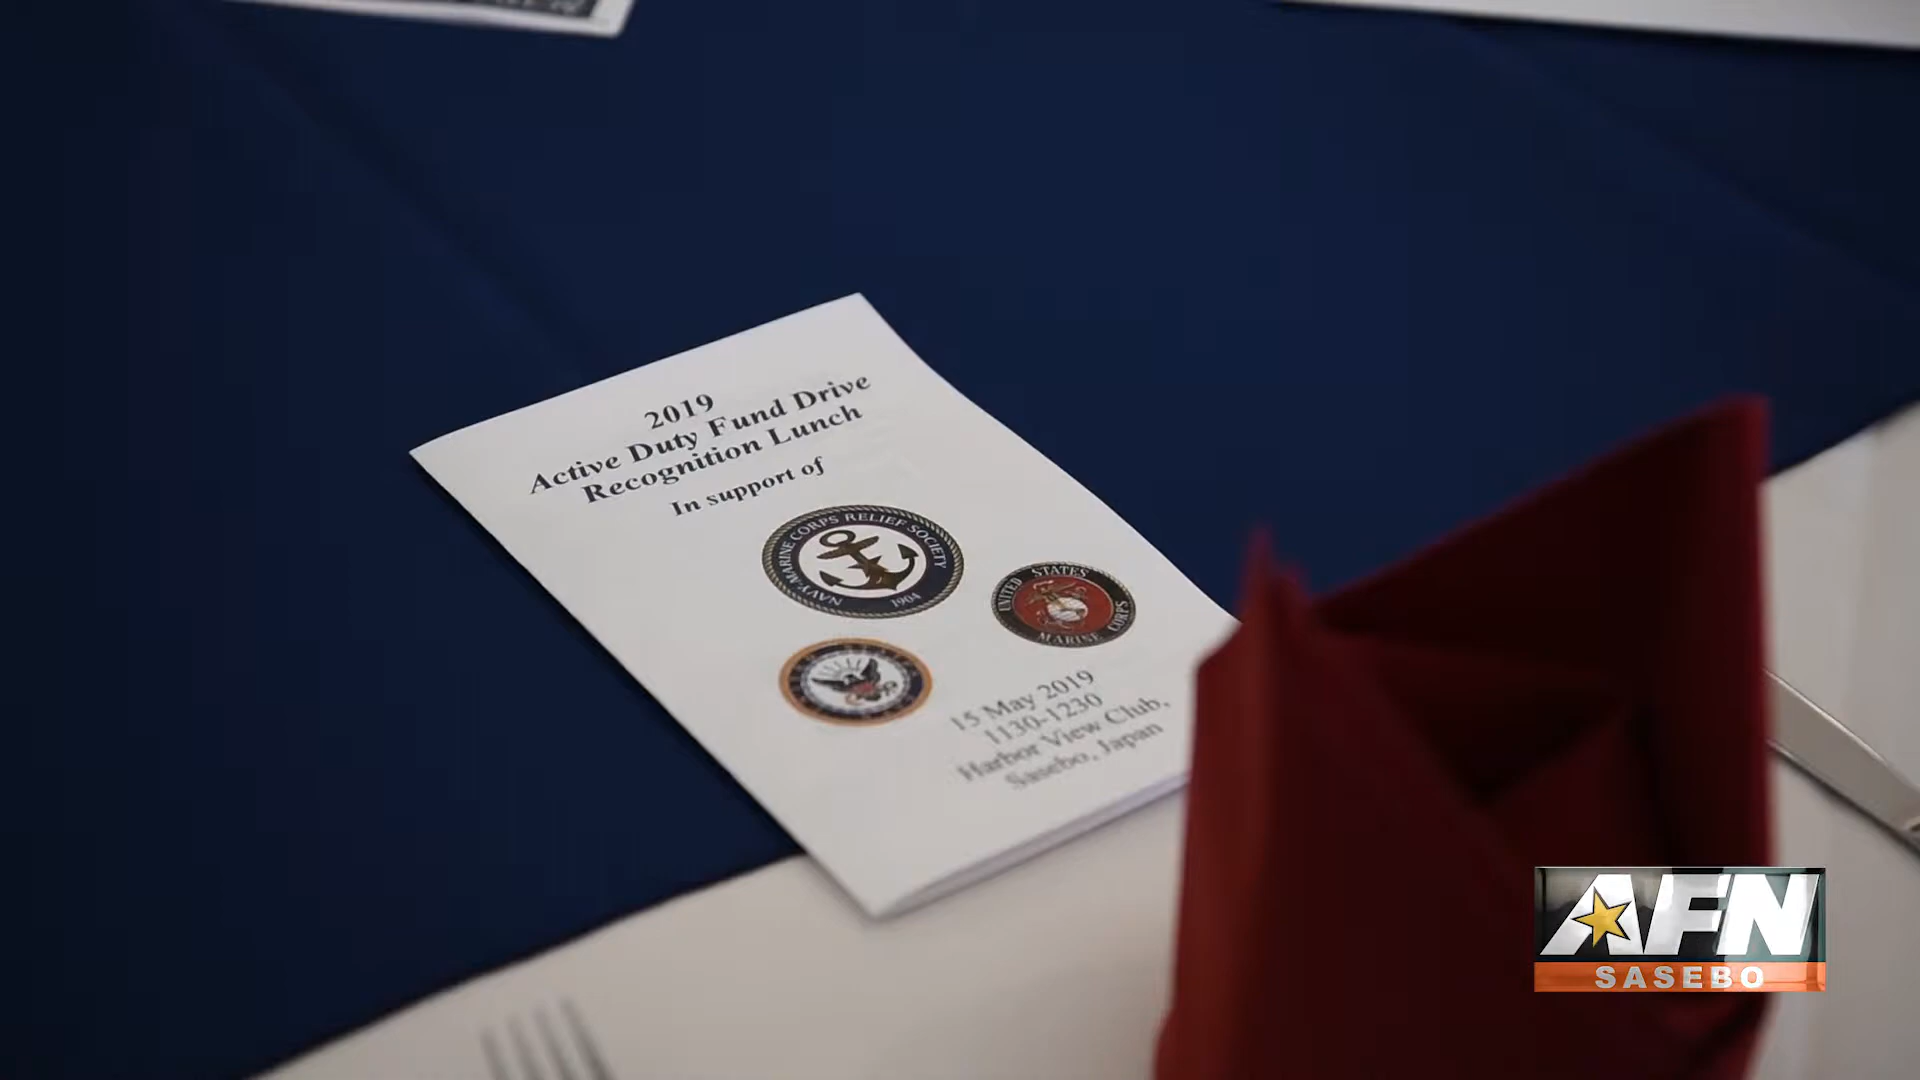 2019
Active Duty Fund Drive
Recognition Lunch
In support of
NAVY-MARINE CORPS RELIEF SOCIETY
1904
UNITED STATES
MARINE CORPS
15 May 2019
1130-1230
Harbor View Club,
Sasebo, Japan
AFN
SASEBO